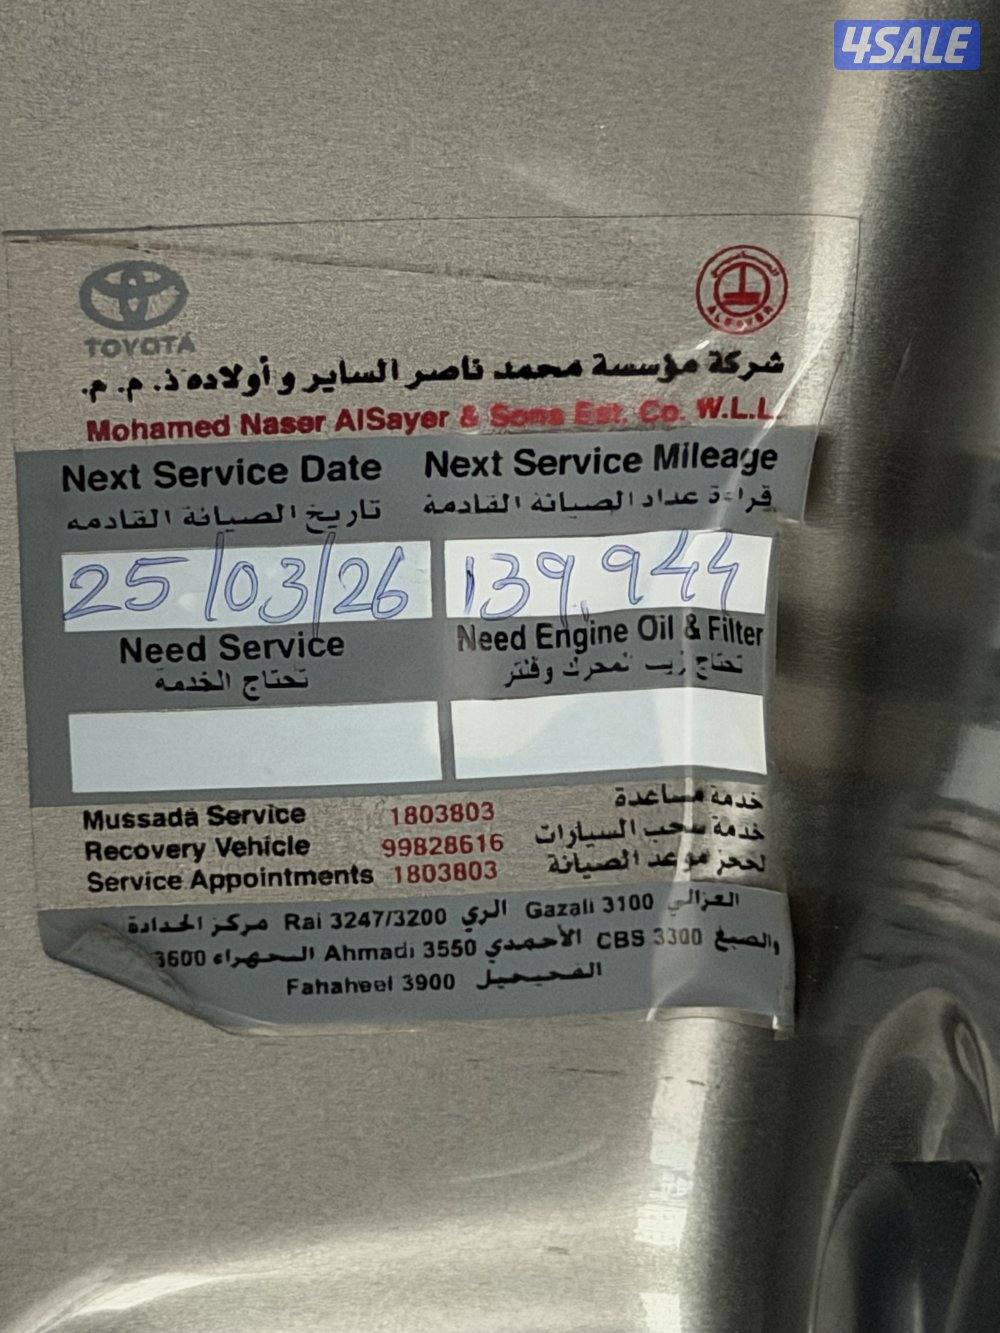 4SALE
TOYOTA
ALSAYER
شركة مؤسسة محمد ناصر الساير و أولاده ذ. م. م.
Mohamed Naser AlSayer & Sons Est. Co. W.L.L.
Next Service Date Next Service Mileage
تاريخ الصيانة القادمه قراءة عداد الصيانة القادمة
25/03/26 139,944
Need Service Need Engine Oil & Filter
تحتاج الخدمة تحتاج زيت لمحرك وفلتر
Mussada Service 1803803 خدمة مساعدة
Recovery Vehicle 99828616 خدمة سحب السيارات
Service Appointments 1803803 لحجز موعد الصيانة
العزالي Gazali 3100 الري Rai 3247/3200 مركز الحدادة
والصبغ CBS 3300 الأحمدي Ahmadi 3550 السهراء 3600
الفحيحيل Fahaheel 3900